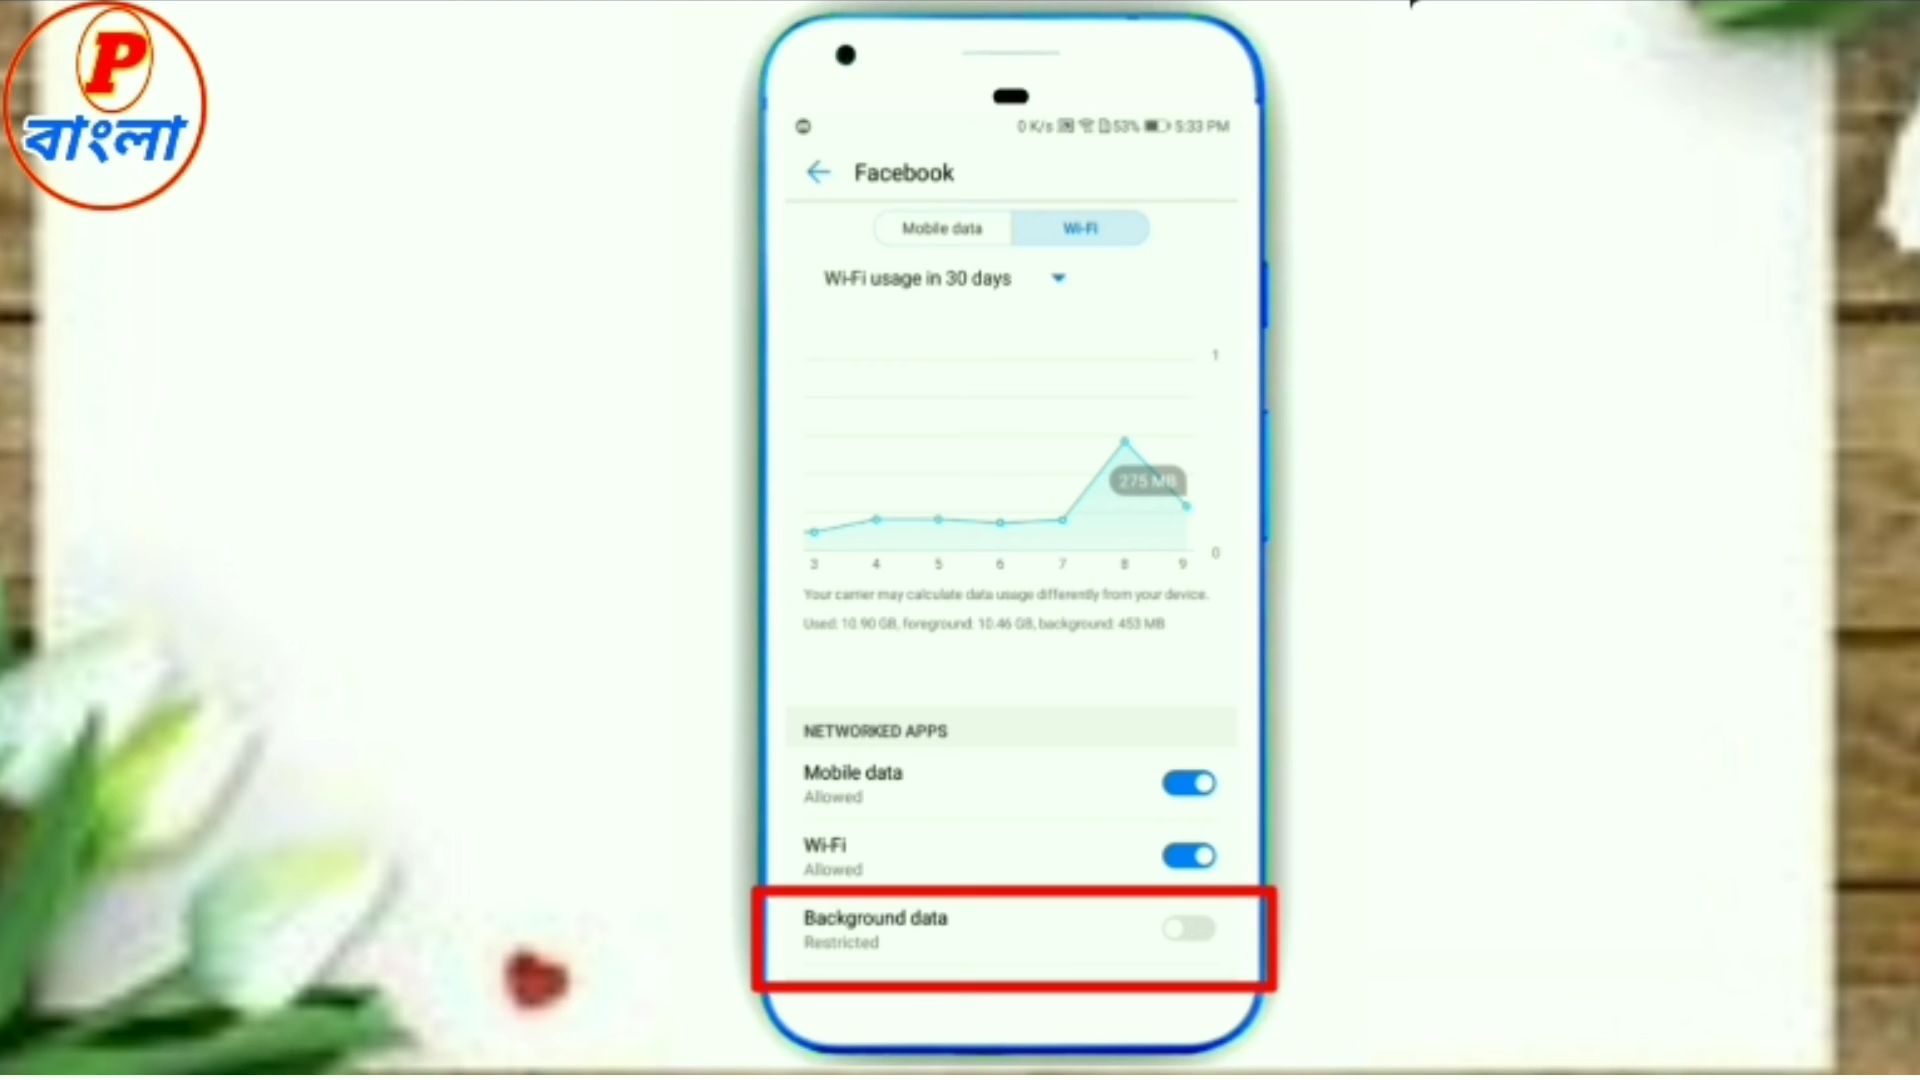 P
বাংলা
0 K/s 53% 5:33 PM
Facebook
Mobile data Wi-Fi
Wi-Fi usage in 30 days
1
275 MB
0
3 4 5 6 7 8 9
Your carrier may calculate data usage differently from your device.
Used: 10.90 GB, foreground: 10.46 GB, background: 453 MB
NETWORKED APPS
Mobile data
Allowed
Wi-Fi
Allowed
Background data
Restricted